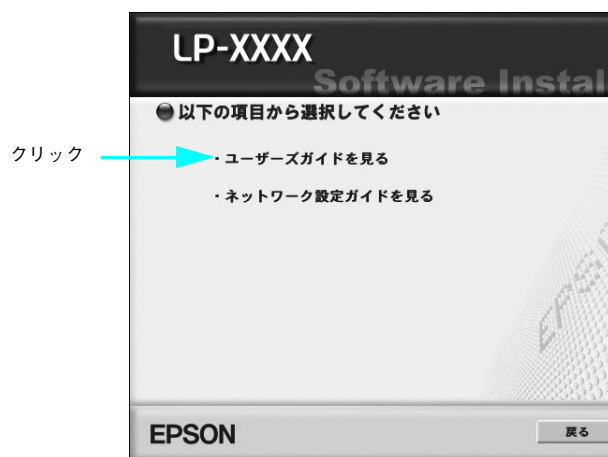 LP-XXXX
Software Instal
以下の項目から選択してください
クリック
・ユーザーズガイドを見る
・ネットワーク設定ガイドを見る
EPSON
戻る